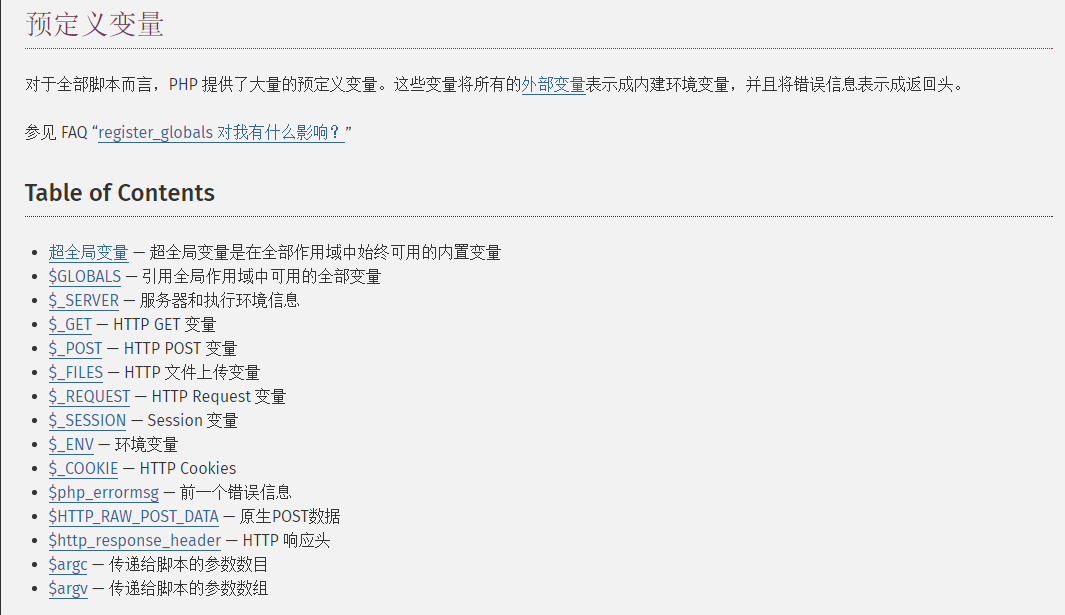 预定义变量
对于全部脚本而言，PHP 提供了大量的预定义变量。这些变量将所有的外部变量表示成内建环境变量，并且将错误信息表示成返回头。
参见 FAQ “register_globals 对我有什么影响？”
Table of Contents
• 超全局变量 — 超全局变量是在全部作用域中始终可用的内置变量
• $GLOBALS — 引用全局作用域中可用的全部变量
• $_SERVER — 服务器和执行环境信息
• $_GET — HTTP GET 变量
• $_POST — HTTP POST 变量
• $_FILES — HTTP 文件上传变量
• $_REQUEST — HTTP Request 变量
• $_SESSION — Session 变量
• $_ENV — 环境变量
• $_COOKIE — HTTP Cookies
• $php_errormsg — 前一个错误信息
• $HTTP_RAW_POST_DATA — 原生POST数据
• $http_response_header — HTTP 响应头
• $argc — 传递给脚本的参数数目
• $argv — 传递给脚本的参数数组